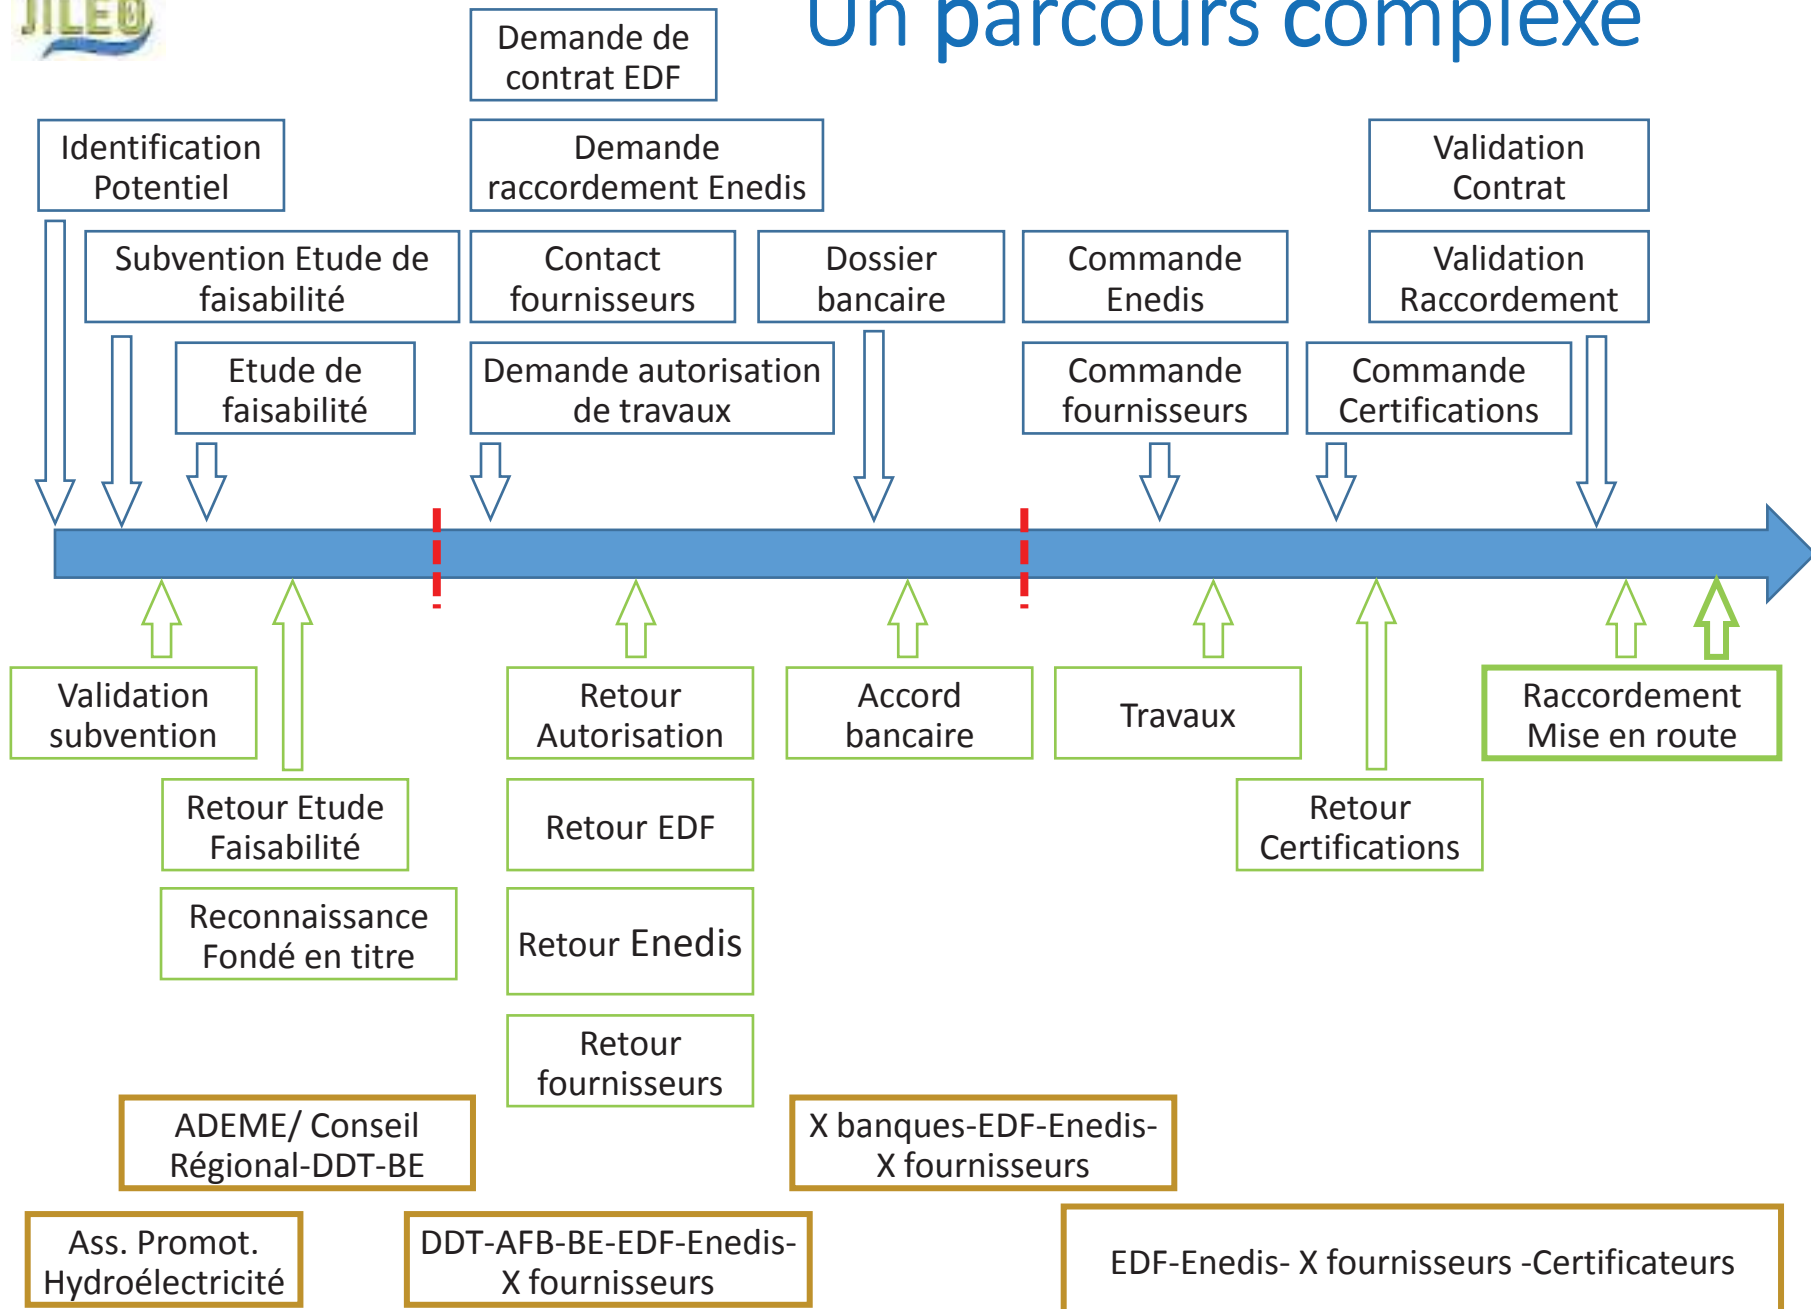 JILEO
Un parcours complexe
Demande de
contrat EDF
Identification
Potentiel
Demande
raccordement Enedis
Validation
Contrat
Subvention Etude de
faisabilité
Contact
fournisseurs
Dossier
bancaire
Commande
Enedis
Validation
Raccordement
Etude de
faisabilité
Demande autorisation
de travaux
Commande
fournisseurs
Commande
Certifications
Validation
subvention
Retour
Autorisation
Accord
bancaire
Travaux
Raccordement
Mise en route
Retour Etude
Faisabilité
Retour EDF
Retour
Certifications
Reconnaissance
Fondé en titre
Retour Enedis
Retour
fournisseurs
ADEME/ Conseil
Régional-DDT-BE
X banques-EDF-Enedis-
X fournisseurs
Ass. Promot.
Hydroélectricité
DDT-AFB-BE-EDF-Enedis-
X fournisseurs
EDF-Enedis- X fournisseurs -Certificateurs